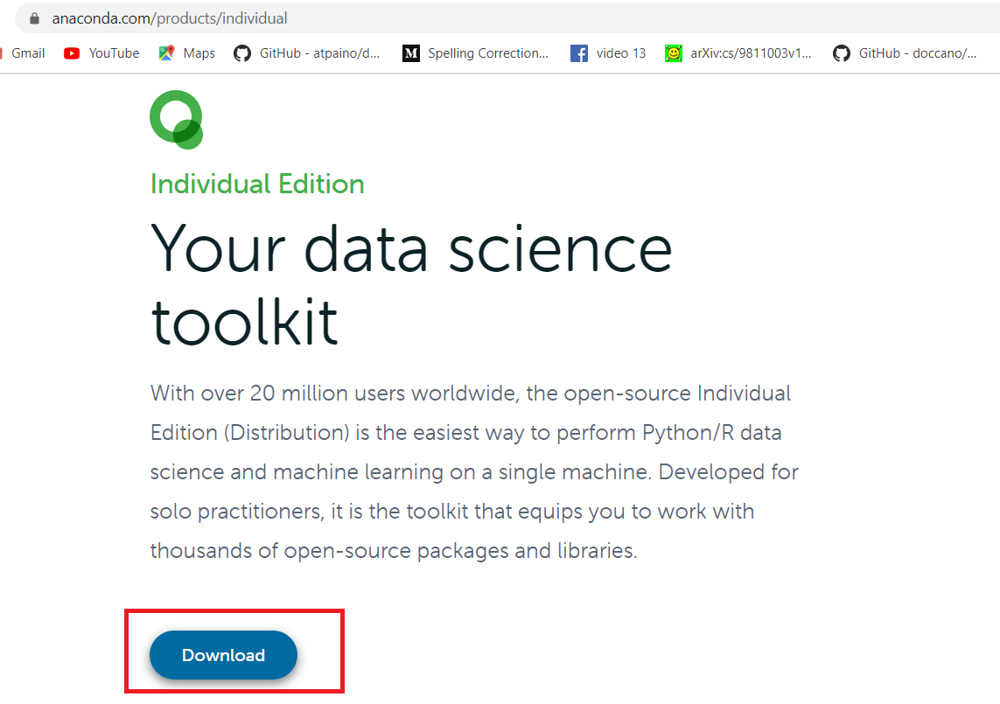 anaconda.com/products/individual
Gmail YouTube Maps GitHub - atpaino/d... Spelling Correction... video 13 arXiv:cs/9811003v1... GitHub - doccano/...
Individual Edition
Your data science
toolkit
With over 20 million users worldwide, the open-source Individual
Edition (Distribution) is the easiest way to perform Python/R data
science and machine learning on a single machine. Developed for
solo practitioners, it is the toolkit that equips you to work with
thousands of open-source packages and libraries.
Download